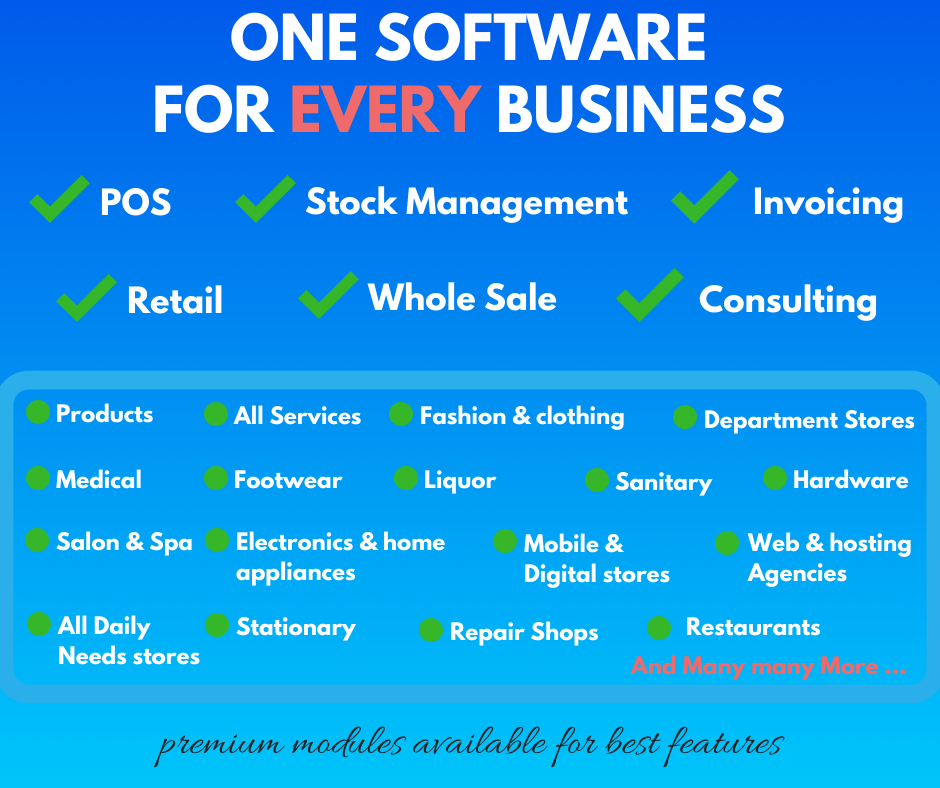 ONE SOFTWARE
FOR EVERY BUSINESS
POS Stock Management Invoicing
Retail Whole Sale Consulting
Products All Services Fashion & clothing Department Stores
Medical Footwear Liquor Sanitary Hardware
Salon & Spa Electronics & home appliances Mobile & Digital stores Web & hosting Agencies
All Daily Needs stores Stationary Repair Shops Restaurants
And Many many More ...
premium modules available for best features